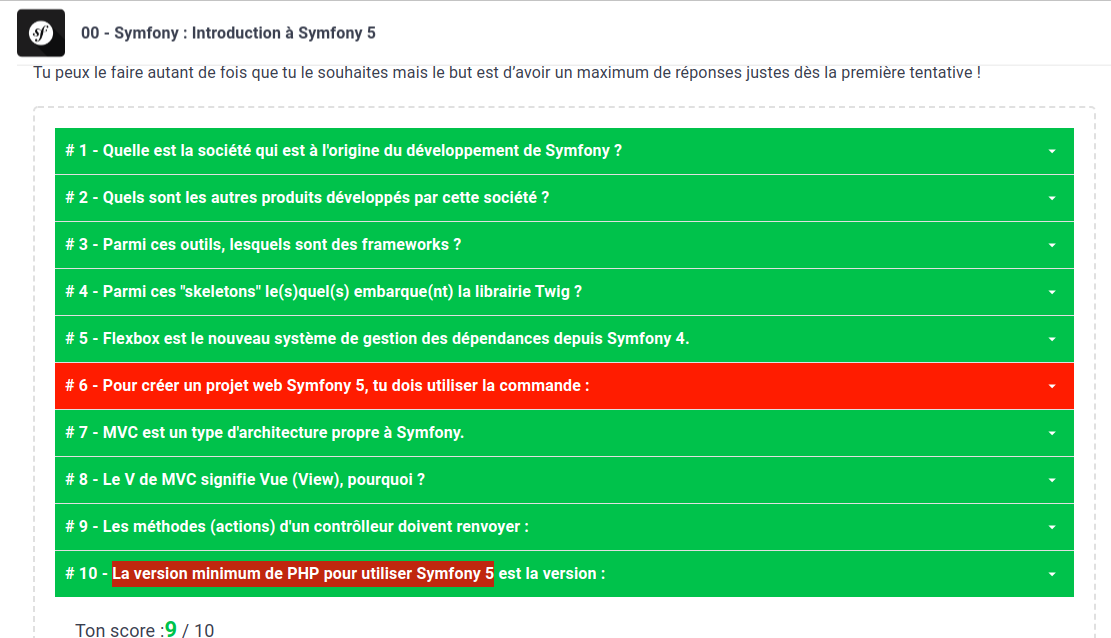 sf
00 - Symfony : Introduction à Symfony 5
Tu peux le faire autant de fois que tu le souhaites mais le but est d’avoir un maximum de réponses justes dès la première tentative !
# 1 - Quelle est la société qui est à l'origine du développement de Symfony ?
# 2 - Quels sont les autres produits développés par cette société ?
# 3 - Parmi ces outils, lesquels sont des frameworks ?
# 4 - Parmi ces "skeletons" le(s)quel(s) embarque(nt) la librairie Twig ?
# 5 - Flexbox est le nouveau système de gestion des dépendances depuis Symfony 4.
# 6 - Pour créer un projet web Symfony 5, tu dois utiliser la commande :
# 7 - MVC est un type d'architecture propre à Symfony.
# 8 - Le V de MVC signifie Vue (View), pourquoi ?
# 9 - Les méthodes (actions) d'un contrôlleur doivent renvoyer :
# 10 - La version minimum de PHP pour utiliser Symfony 5 est la version :
Ton score :9 / 10